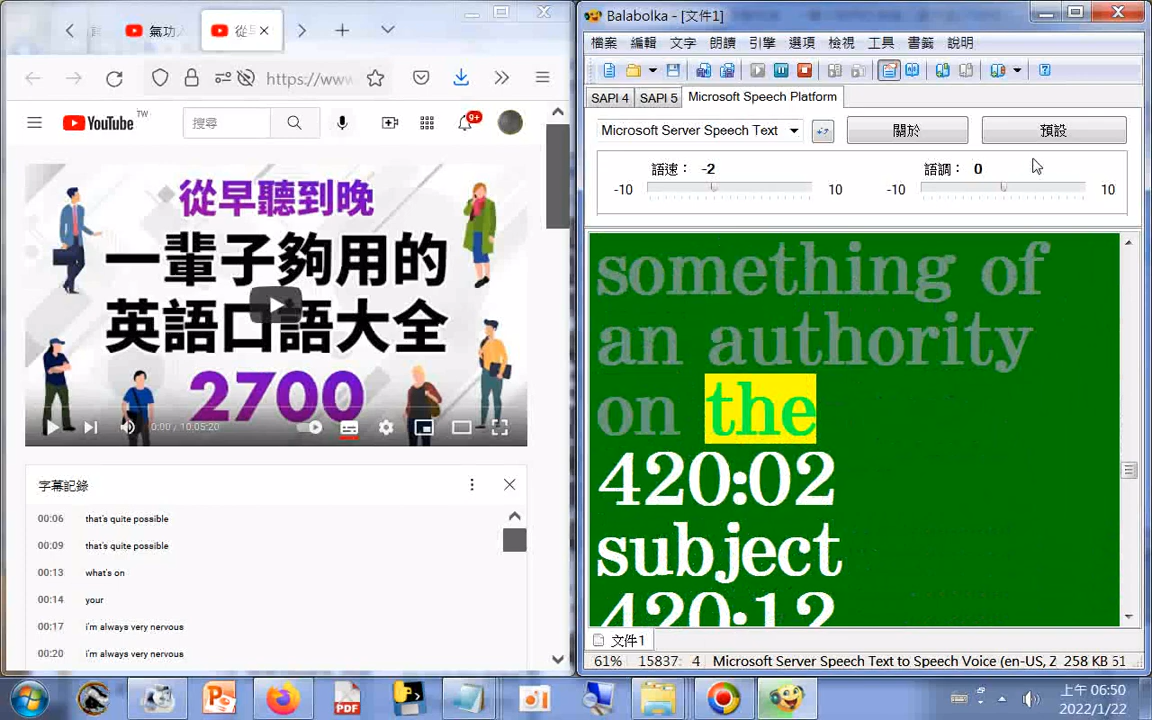 氣功
從
https://www
YouTube TW
搜尋
9+
從早聽到晚
一輩子夠用的
英語口語大全
2700
0:00 / 10:05:20
字幕記錄
00:06 that's quite possible
00:09 that's quite possible
00:13 what's on
00:14 your
00:17 i'm always very nervous
00:20 i'm always very nervous
Balabolka - [文件1]
檔案 編輯 文字 朗讀 引擎 選項 檢視 工具 書籤 說明
SAPI 4 SAPI 5 Microsoft Speech Platform
Microsoft Server Speech Text 關於 預設
語速： -2 語調： 0
-10 10 -10 10
something of
an authority
on the
420:02
subject
420:12
文件1
61% 15837: 4 Microsoft Server Speech Text to Speech Voice (en-US, Z 258 KB 51
PDF
上午 06:50
2022/1/22